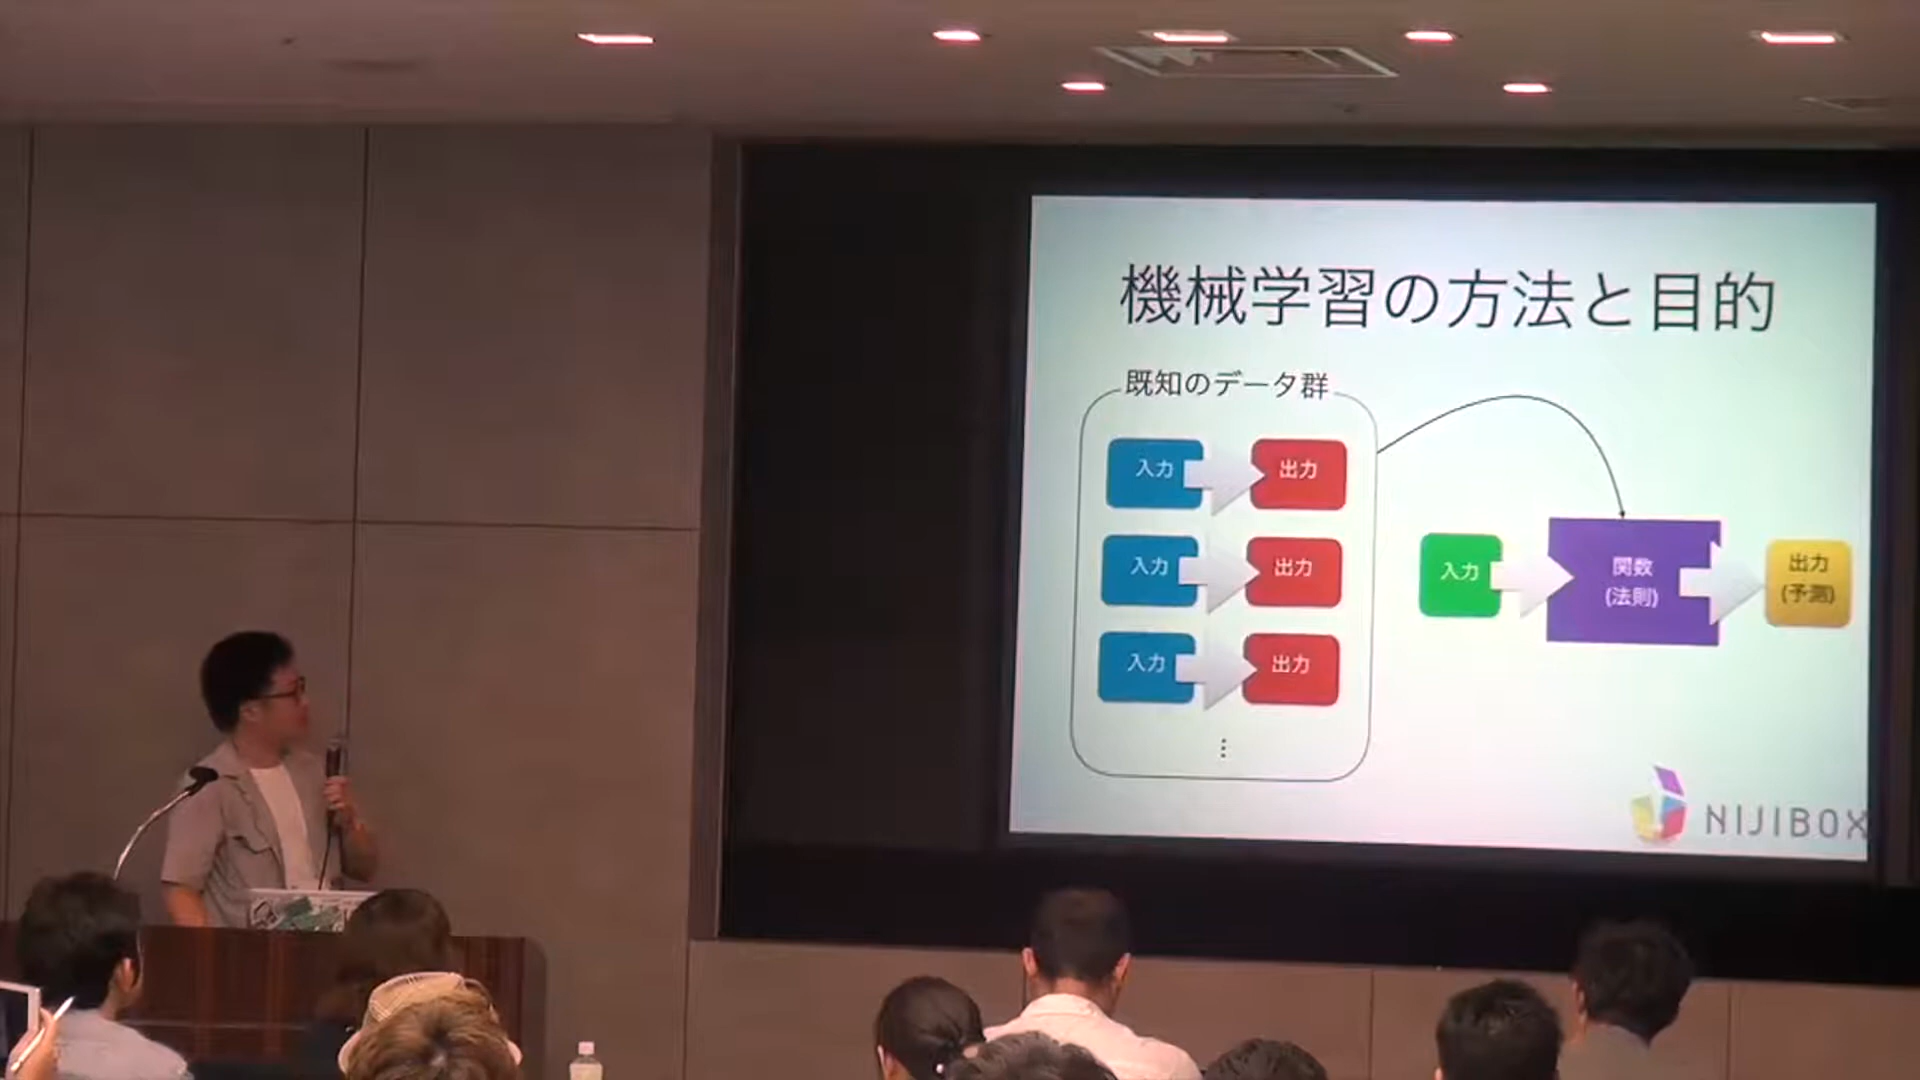 機械学習の方法と目的
既知のデータ群
入力
出力
入力
出力
入力
出力
⋮
入力
関数
(法則)
出力
(予測)
NIJIBOX